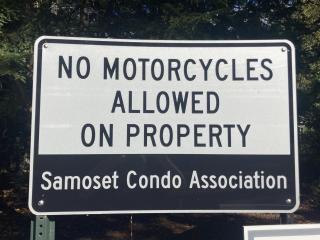 NO MOTORCYCLES
ALLOWED
ON PROPERTY
Samoset Condo Association